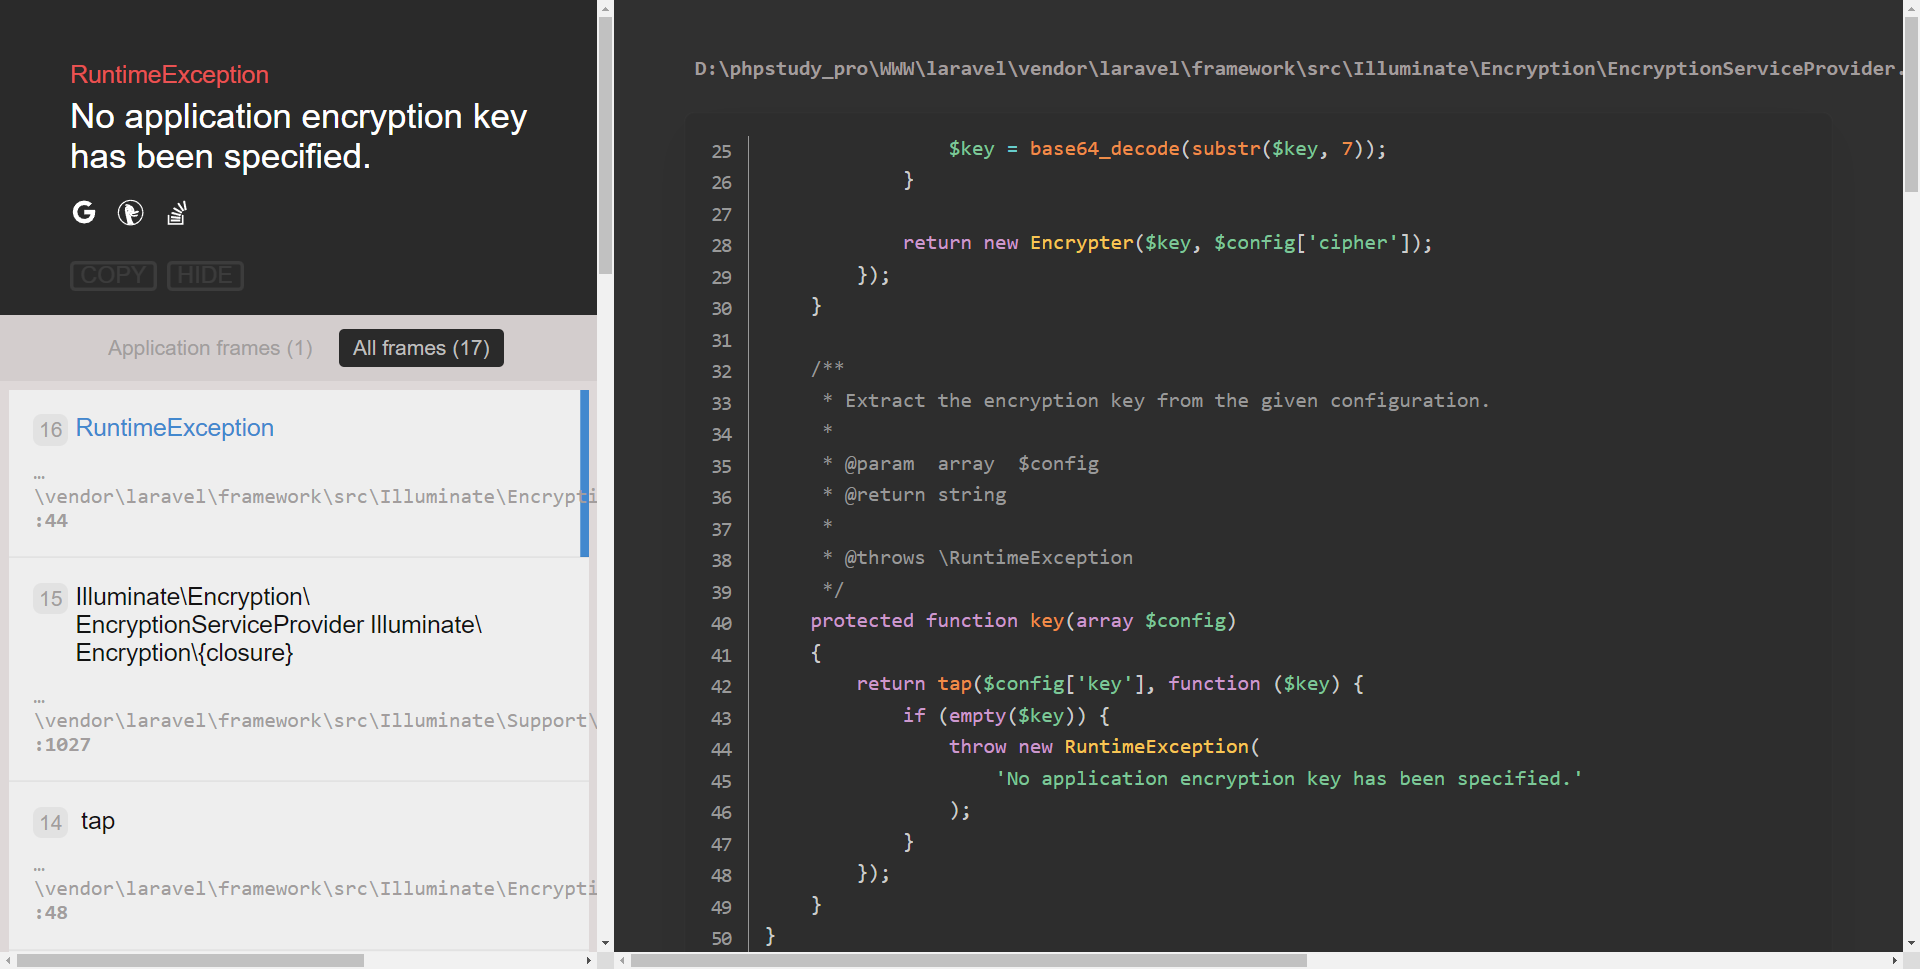 RuntimeException
No application encryption key
has been specified.
COPY HIDE
Application frames (1) All frames (17)
16 RuntimeException
…
\vendor\laravel\framework\src\Illuminate\Encrypti
:44
15 Illuminate\Encryption\
EncryptionServiceProvider Illuminate\
Encryption\{closure}
…
\vendor\laravel\framework\src\Illuminate\Support\
:1027
14 tap
…
\vendor\laravel\framework\src\Illuminate\Encrypti
:48
D:\phpstudy_pro\WWW\laravel\vendor\laravel\framework\src\Illuminate\Encryption\EncryptionServiceProvider.
25 $key = base64_decode(substr($key, 7));
26 }
27
28 return new Encrypter($key, $config['cipher']);
29 });
30 }
31
32 /**
33 * Extract the encryption key from the given configuration.
34 *
35 * @param  array  $config
36 * @return string
37 *
38 * @throws \RuntimeException
39 */
40 protected function key(array $config)
41 {
42 return tap($config['key'], function ($key) {
43 if (empty($key)) {
44 throw new RuntimeException(
45 'No application encryption key has been specified.'
46 );
47 }
48 });
49 }
50 }